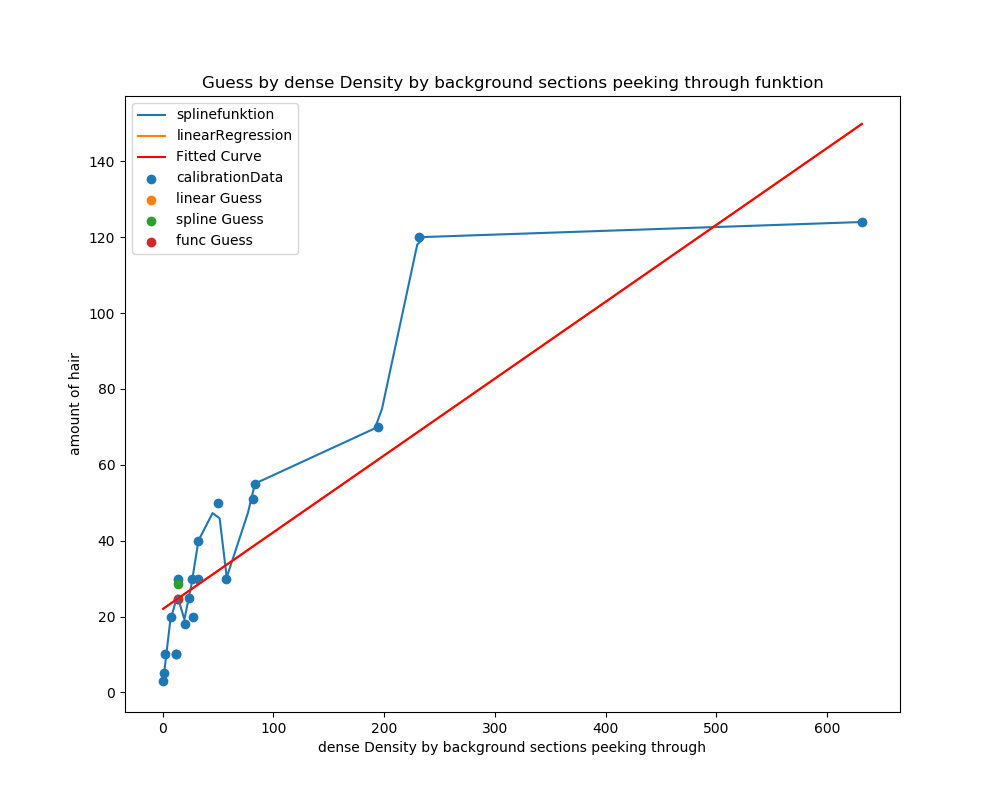 Guess by dense Density by background sections peeking through funktion
splinefunktion
linearRegression
Fitted Curve
calibrationData
linear Guess
spline Guess
func Guess
140
120
100
80
60
40
20
0
amount of hair
0 100 200 300 400 500 600
dense Density by background sections peeking through